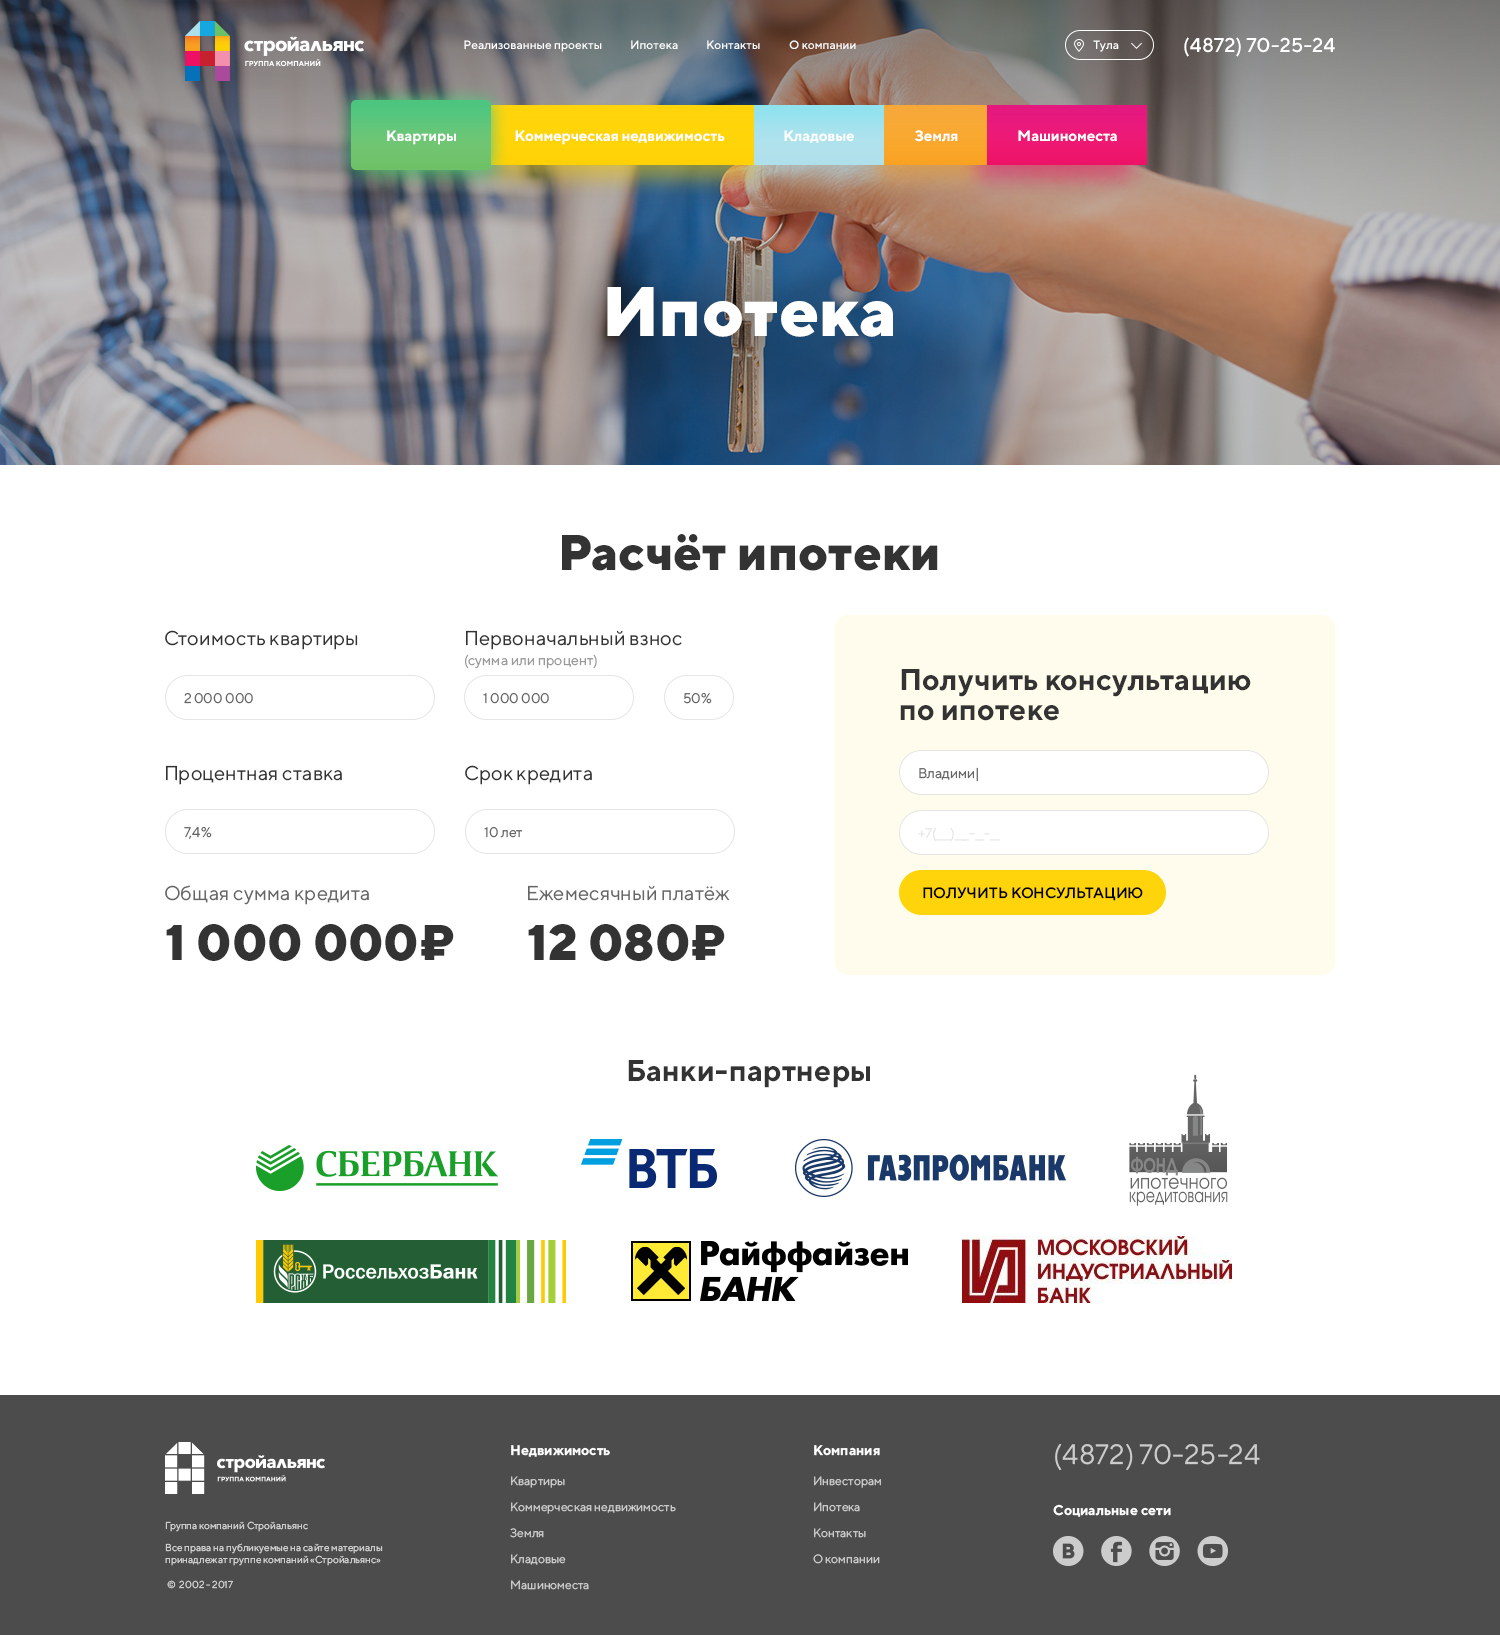 стройальянс
ГРУППА КОМПАНИЙ
Реализованные проекты
Ипотека
Контакты
О компании
Тула
(4872) 70-25-24
Квартиры
Коммерческая недвижимость
Кладовые
Земля
Машиноместа
Ипотека
Расчёт ипотеки
Стоимость квартиры
2 000 000
Первоначальный взнос
(сумма или процент)
1 000 000
50%
Процентная ставка
7,4%
Срок кредита
10 лет
Общая сумма кредита
1 000 000₽
Ежемесячный платёж
12 080₽
Получить консультацию
по ипотеке
Владими|
+7(__)__-_-_
ПОЛУЧИТЬ КОНСУЛЬТАЦИЮ
Банки-партнеры
СБЕРБАНК
ВТБ
ГАЗПРОМБАНК
ФОНД
ипотечного
кредитования
РСХБ
РоссельхозБанк
Райффайзен
БАНК
МОСКОВСКИЙ
ИНДУСТРИАЛЬНЫЙ
БАНК
стройальянс
ГРУППА КОМПАНИЙ
Группа компаний Стройальянс
Все права на публикуемые на сайте материалы
принадлежат группе компаний «Стройальянс»
© 2002-2017
Недвижимость
Квартиры
Коммерческая недвижимость
Земля
Кладовые
Машиноместа
Компания
Инвесторам
Ипотека
Контакты
О компании
(4872) 70-25-24
Социальные сети